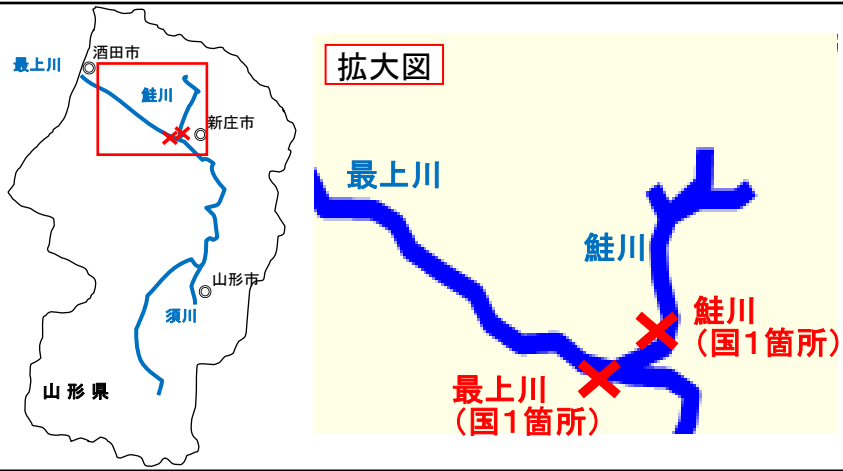 酒田市
最上川
鮭川
新庄市
山形市
須川
山形県
拡大図
最上川
鮭川
鮭川
(国1箇所)
最上川
(国1箇所)